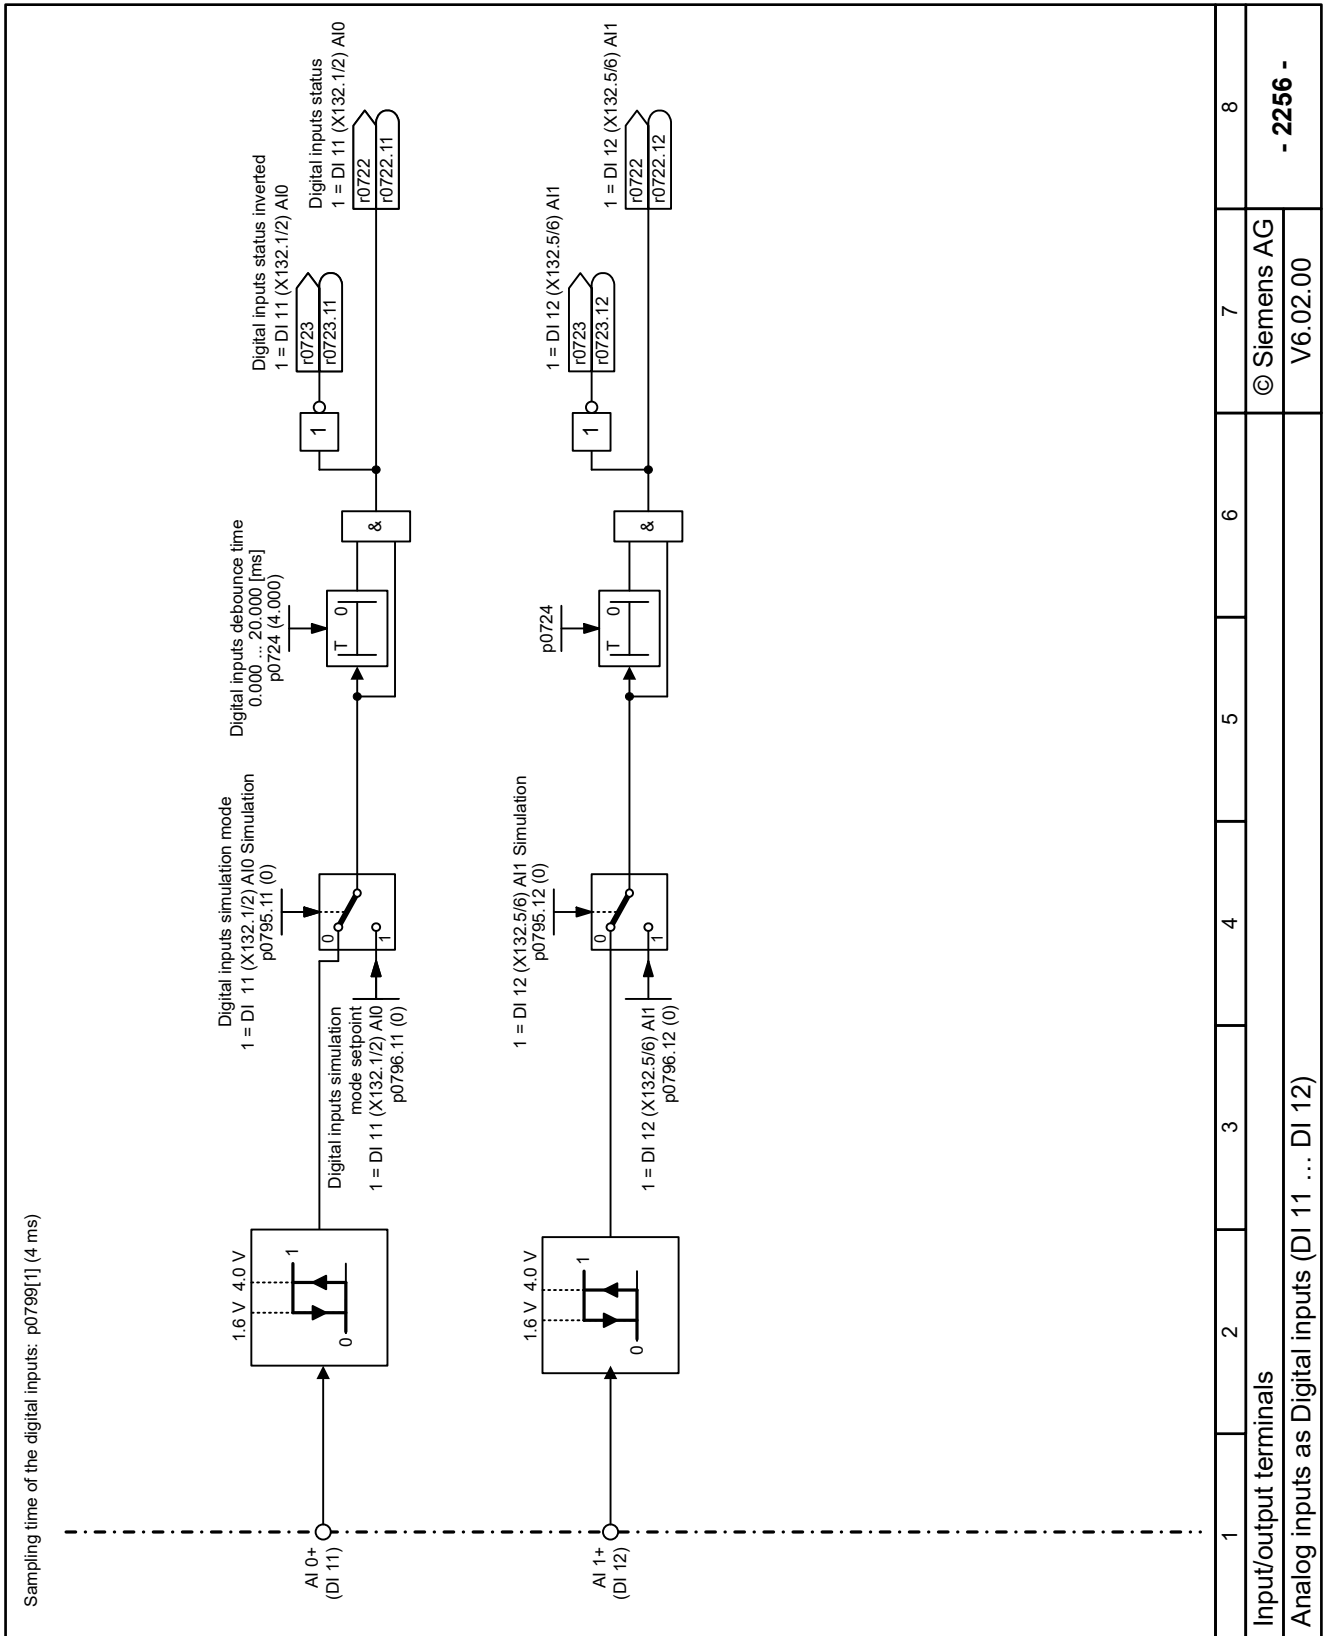 Sampling time of the digital inputs: p0799[1] (4 ms)
AI 0+
(DI 11)
1.6 V 4.0 V
0
1
Digital inputs simulation
mode setpoint
1 = DI 11 (X132.1/2) AI0
p0796.11 (0)
Digital inputs simulation mode
1 = DI 11 (X132.1/2) AI0 Simulation
p0795.11 (0)
0
1
Digital inputs debounce time
0.000 ... 20.000 [ms]
p0724 (4.000)
T 0
&
1
Digital inputs status inverted
1 = DI 11 (X132.1/2) AI0
r0723
r0723.11
Digital inputs status
1 = DI 11 (X132.1/2) AI0
r0722
r0722.11
AI 1+
(DI 12)
1.6 V 4.0 V
0
1
1 = DI 12 (X132.5/6) AI1
p0796.12 (0)
1 = DI 12 (X132.5/6) AI1 Simulation
p0795.12 (0)
0
1
p0724
T 0
&
1
1 = DI 12 (X132.5/6) AI1
r0723
r0723.12
1 = DI 12 (X132.5/6) AI1
r0722
r0722.12
1 2 3 4 5 6 7 8
Input/output terminals
© Siemens AG
- 2256 -
Analog inputs as Digital inputs (DI 11 … DI 12)
V6.02.00